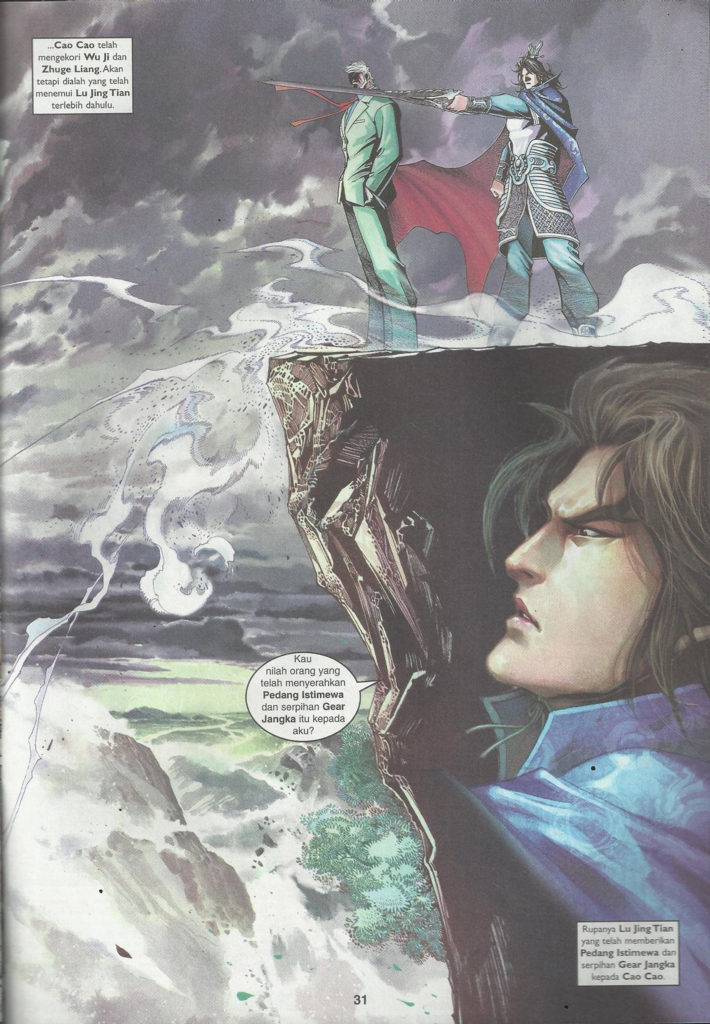 ...Cao Cao telah
mengekori Wu Ji dan
Zhuge Liang. Akan
tetapi dialah yang telah
menemui Lu Jing Tian
terlebih dahulu.
Kau
nilah orang yang
telah menyerahkan
Pedang Istimewa
dan serpihan Gear
Jangka itu kepada
aku?
Rupanya Lu Jing Tian
yang telah memberikan
Pedang Istimewa dan
serpihan Gear Jangka
kepada Cao Cao.
31